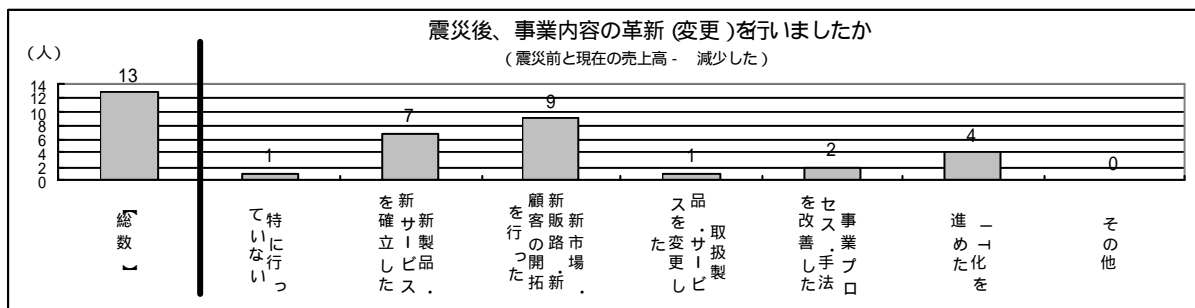 震災後、事業内容の革新(変更)を行いましたか
(震災前と現在の売上高- 減少した)
(人)
14
12
10
8
6
4
2
0
13
1
7
9
1
2
4
0
【総数】
特に行っ
ていない
新製品・
新サービス
を確立した
新市場・
新販路・新
顧客の開拓
を行った
取扱製
品・サービ
スを変更し
た
事業プロ
セス・手法
を改善した
IT化を
進めた
その他